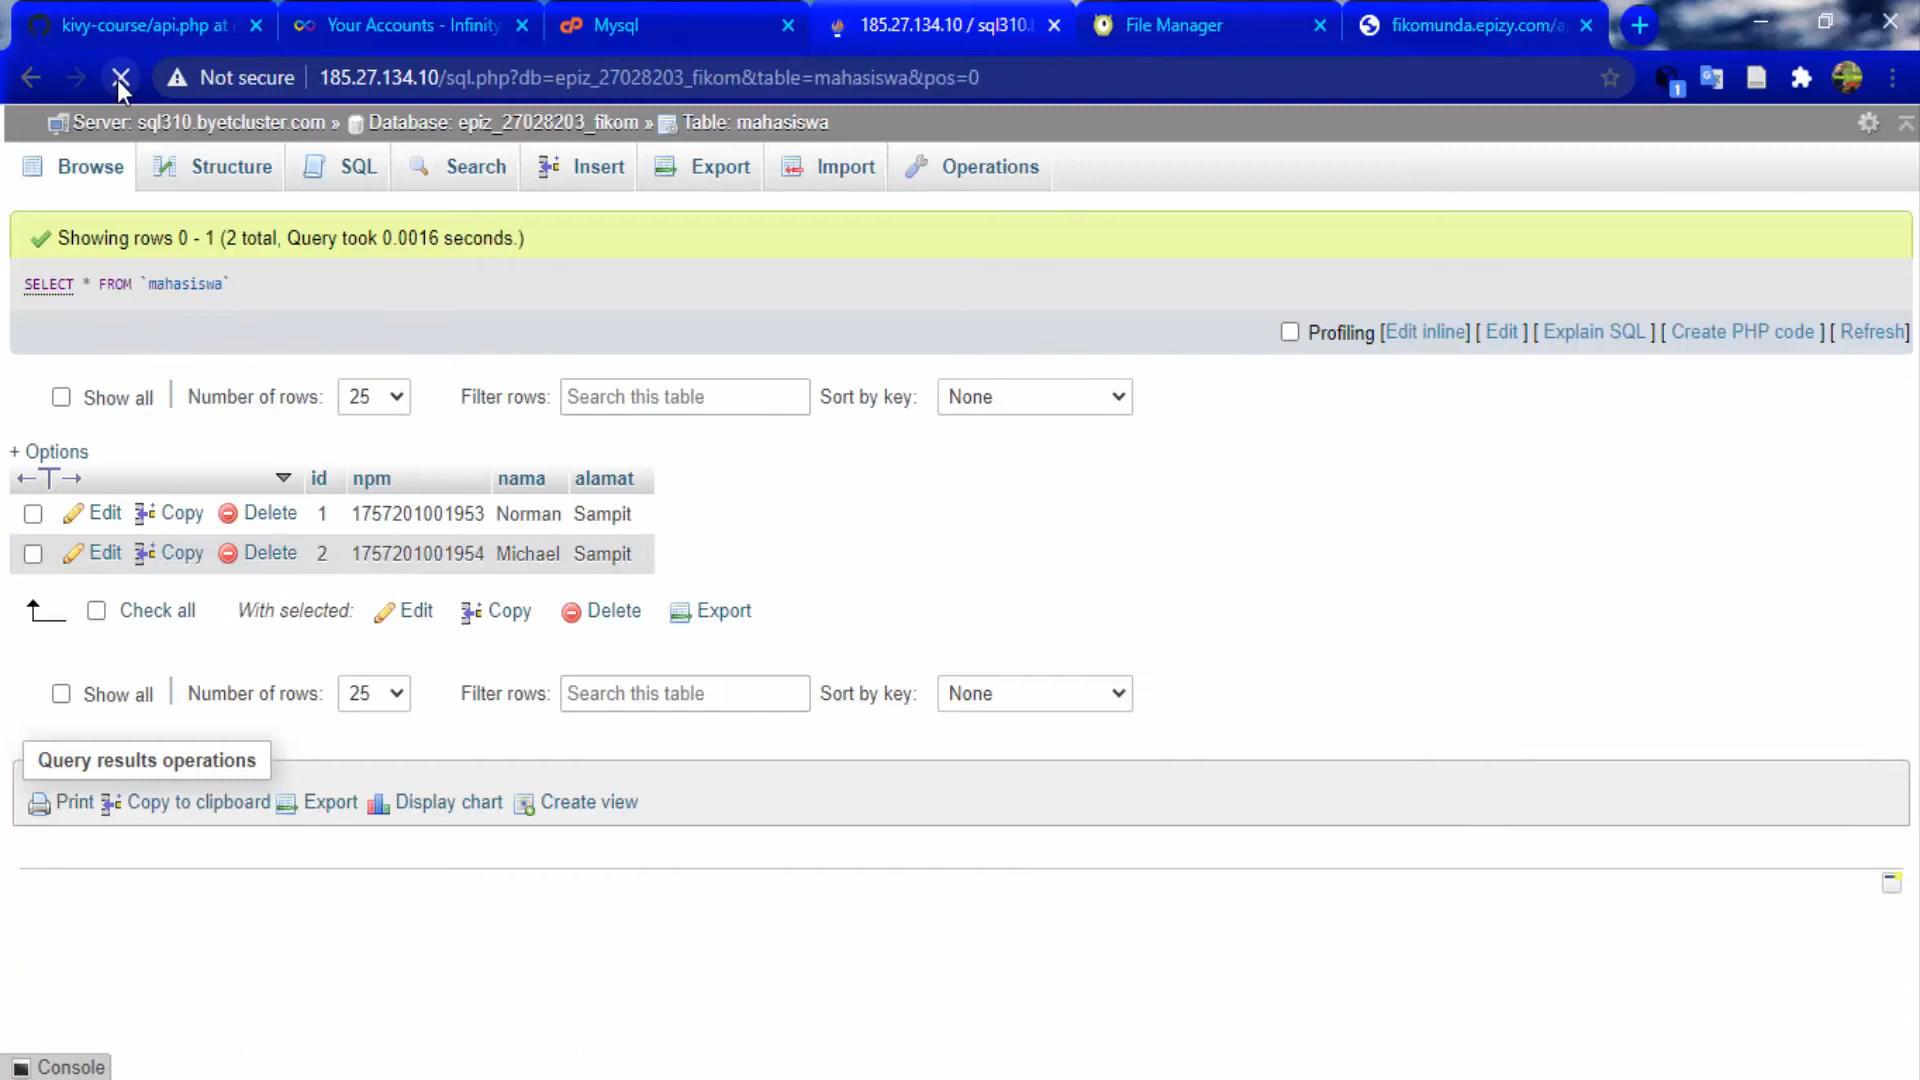 kivy-course/api.php at
Your Accounts - Infinity
Mysql
185.27.134.10 / sql310.
File Manager
fikomunda.epizy.com/a
Not secure
185.27.134.10/sql.php?db=epiz_27028203_fikom&table=mahasiswa&pos=0
1
Server: sql310.byetcluster.com » Database: epiz_27028203_fikom » Table: mahasiswa
Browse Structure SQL Search Insert Export Import Operations
Showing rows 0 - 1 (2 total, Query took 0.0016 seconds.)
SELECT * FROM `mahasiswa`
Profiling [Edit inline] [ Edit ] [ Explain SQL ] [ Create PHP code ] [ Refresh]
Show all Number of rows: 25 Filter rows: Search this table Sort by key: None
+ Options
←T→ id npm nama alamat
Edit Copy Delete 1 1757201001953 Norman Sampit
Edit Copy Delete 2 1757201001954 Michael Sampit
Check all With selected: Edit Copy Delete Export
Show all Number of rows: 25 Filter rows: Search this table Sort by key: None
Query results operations
Print Copy to clipboard Export Display chart Create view
Console